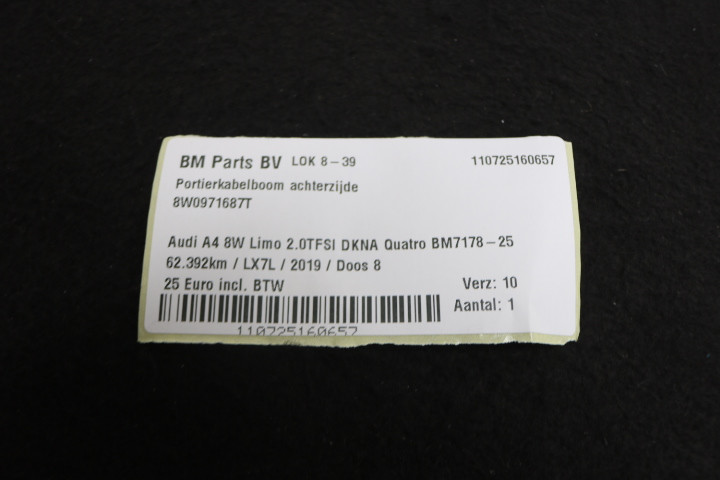 BM Parts BV LOK 8-39 110725160657
Portierkabelboom achterzijde
8W0971687T
Audi A4 8W Limo 2.0TFSI DKNA Quatro BM7178-25
62.392km / LX7L / 2019 / Doos 8
25 Euro incl. BTW Verz: 10
Aantal: 1
110725160657